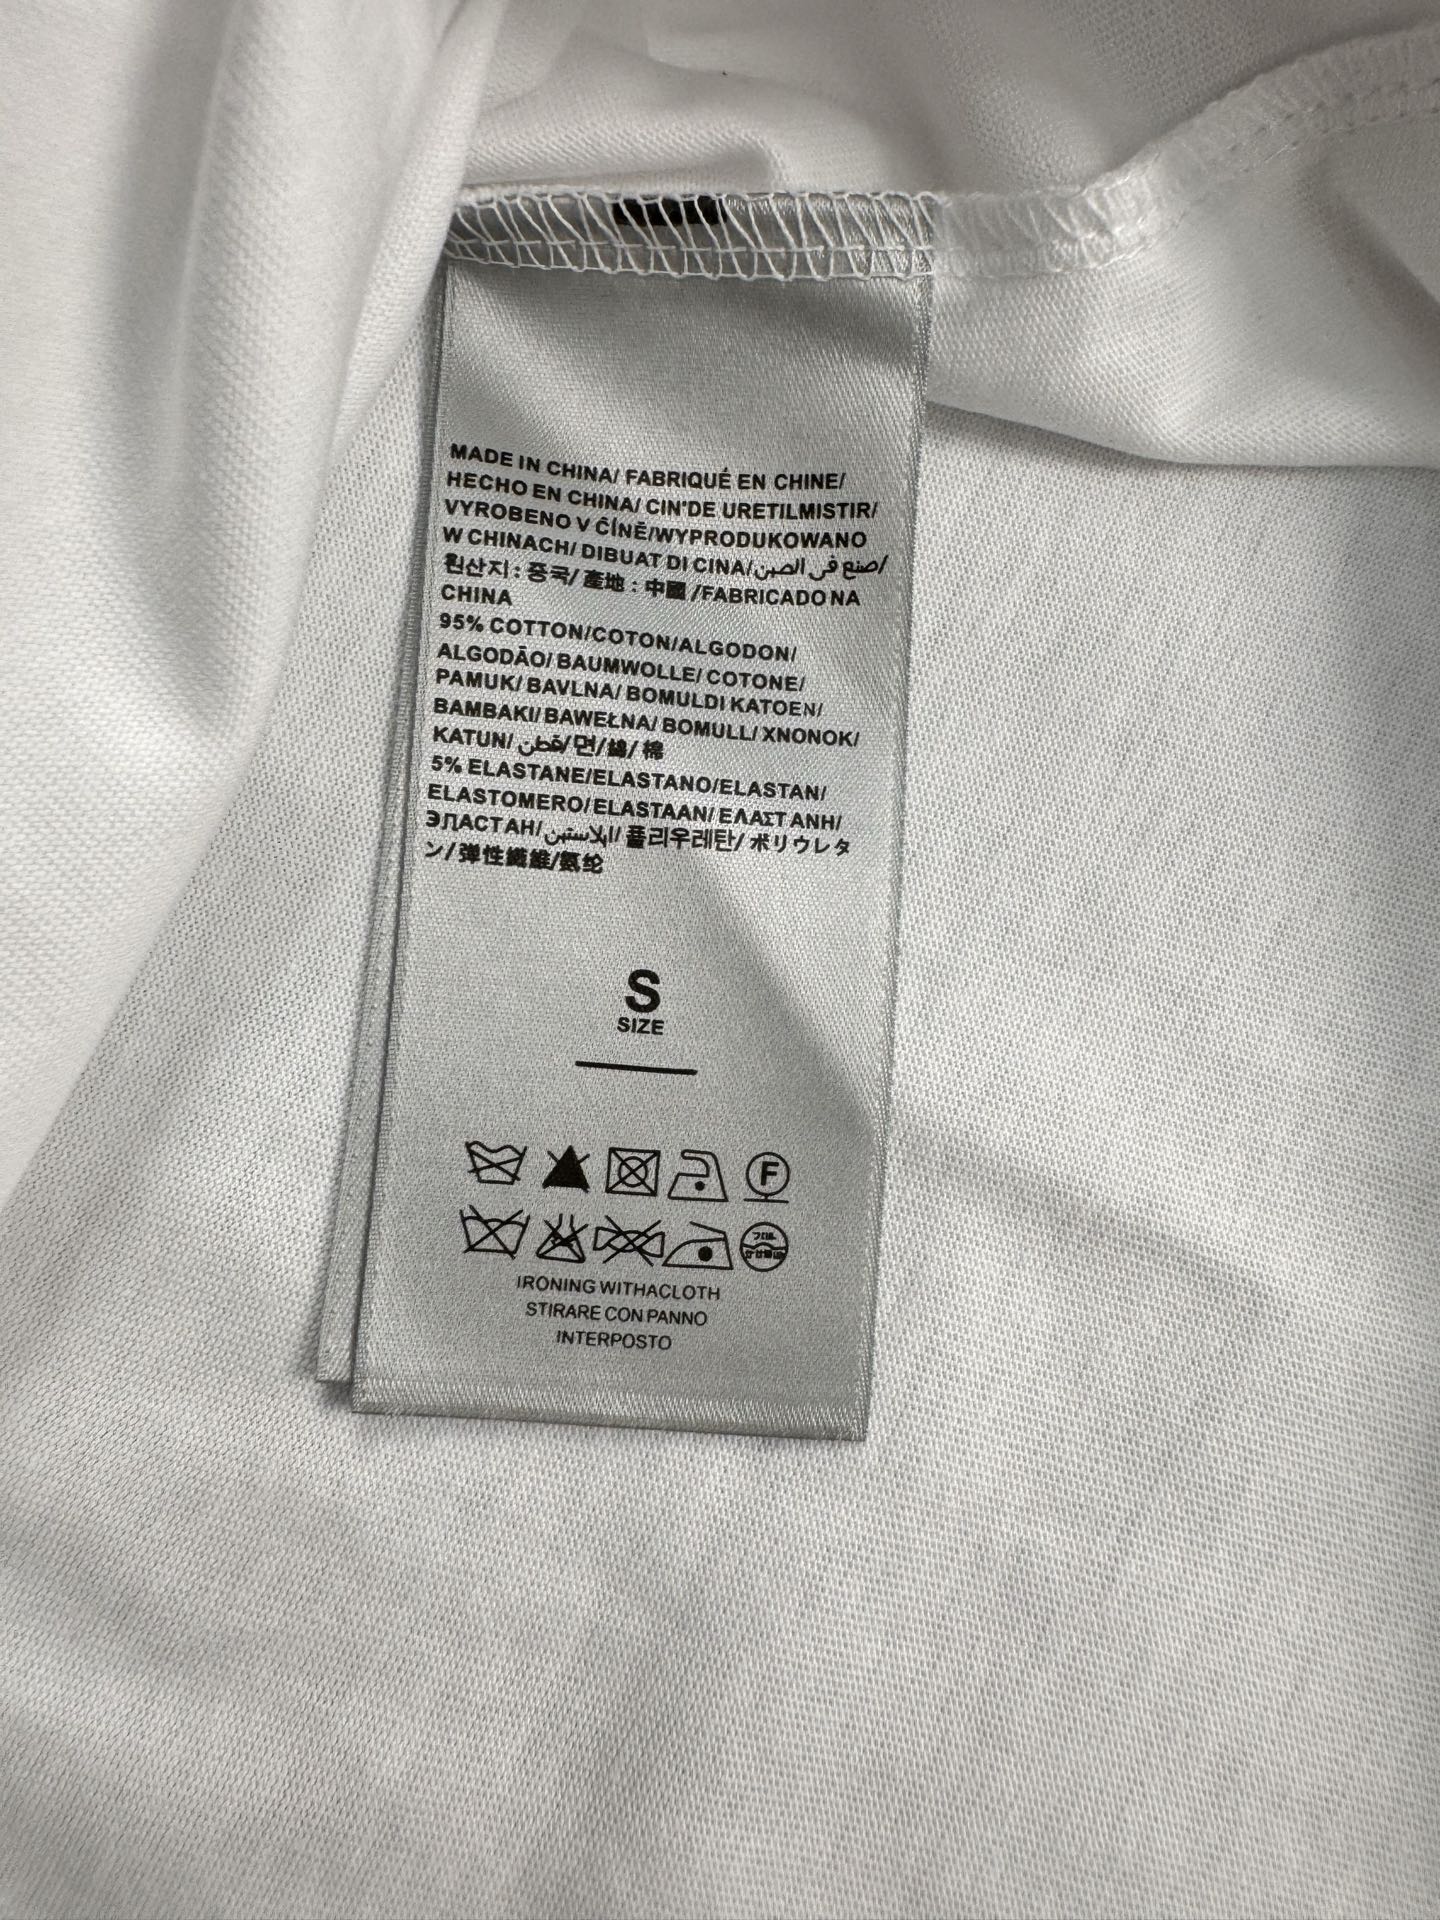 MADE IN CHINA/ FABRIQUÉ EN CHINE/
HECHO EN CHINA/ CIN'DE URETILMISTIR/
VYROBENO V ČÍNĚ/WYPRODUKOWANO
W CHINACH/ DIBUAT DI CINA/صنع في الصين/
원산지 : 중국/ 產地 : 中國 /FABRICADO NA
CHINA
95% COTTON/COTON/ALGODON/
ALGODÃO/ BAUMWOLLE/ COTONE/
PAMUK/ BAVLNA/ BOMULDI KATOEN/
BAMBAKI/ BAWEŁNA/ BOMULL/ XNONOK/
KATUN/ قطن/면/綿/ 棉
5% ELASTANE/ELASTANO/ELASTAN/
ELASTOMERO/ ELASTAAN/ ΕΛΑΣΤΑΝΗ/
ЭЛАСТАН/ايلاستين/ 폴리우레탄/ ポリウレタ
ン/ 弹性纖維/氨纶
S
SIZE
F
IRONING WITHACLOTH
STIRARE CON PANNO
INTERPOSTO